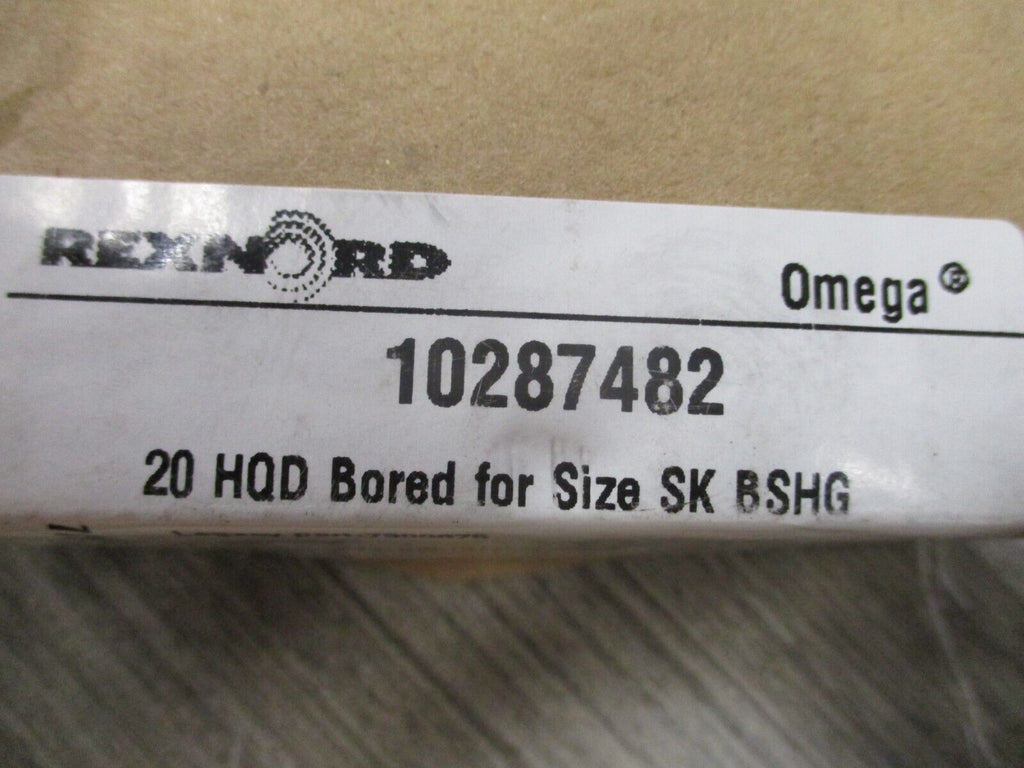 REXNORD
Omega®
10287482
20 HQD Bored for Size SK BSHG